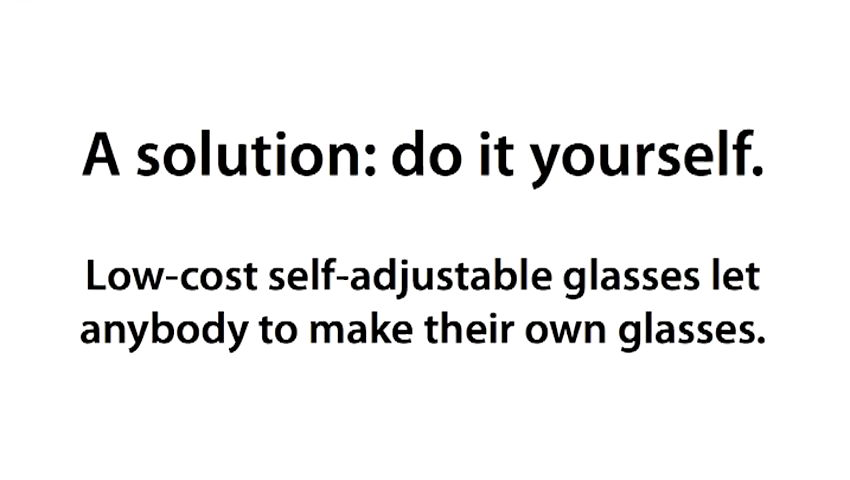 A solution: do it yourself.
Low-cost self-adjustable glasses let
anybody to make their own glasses.